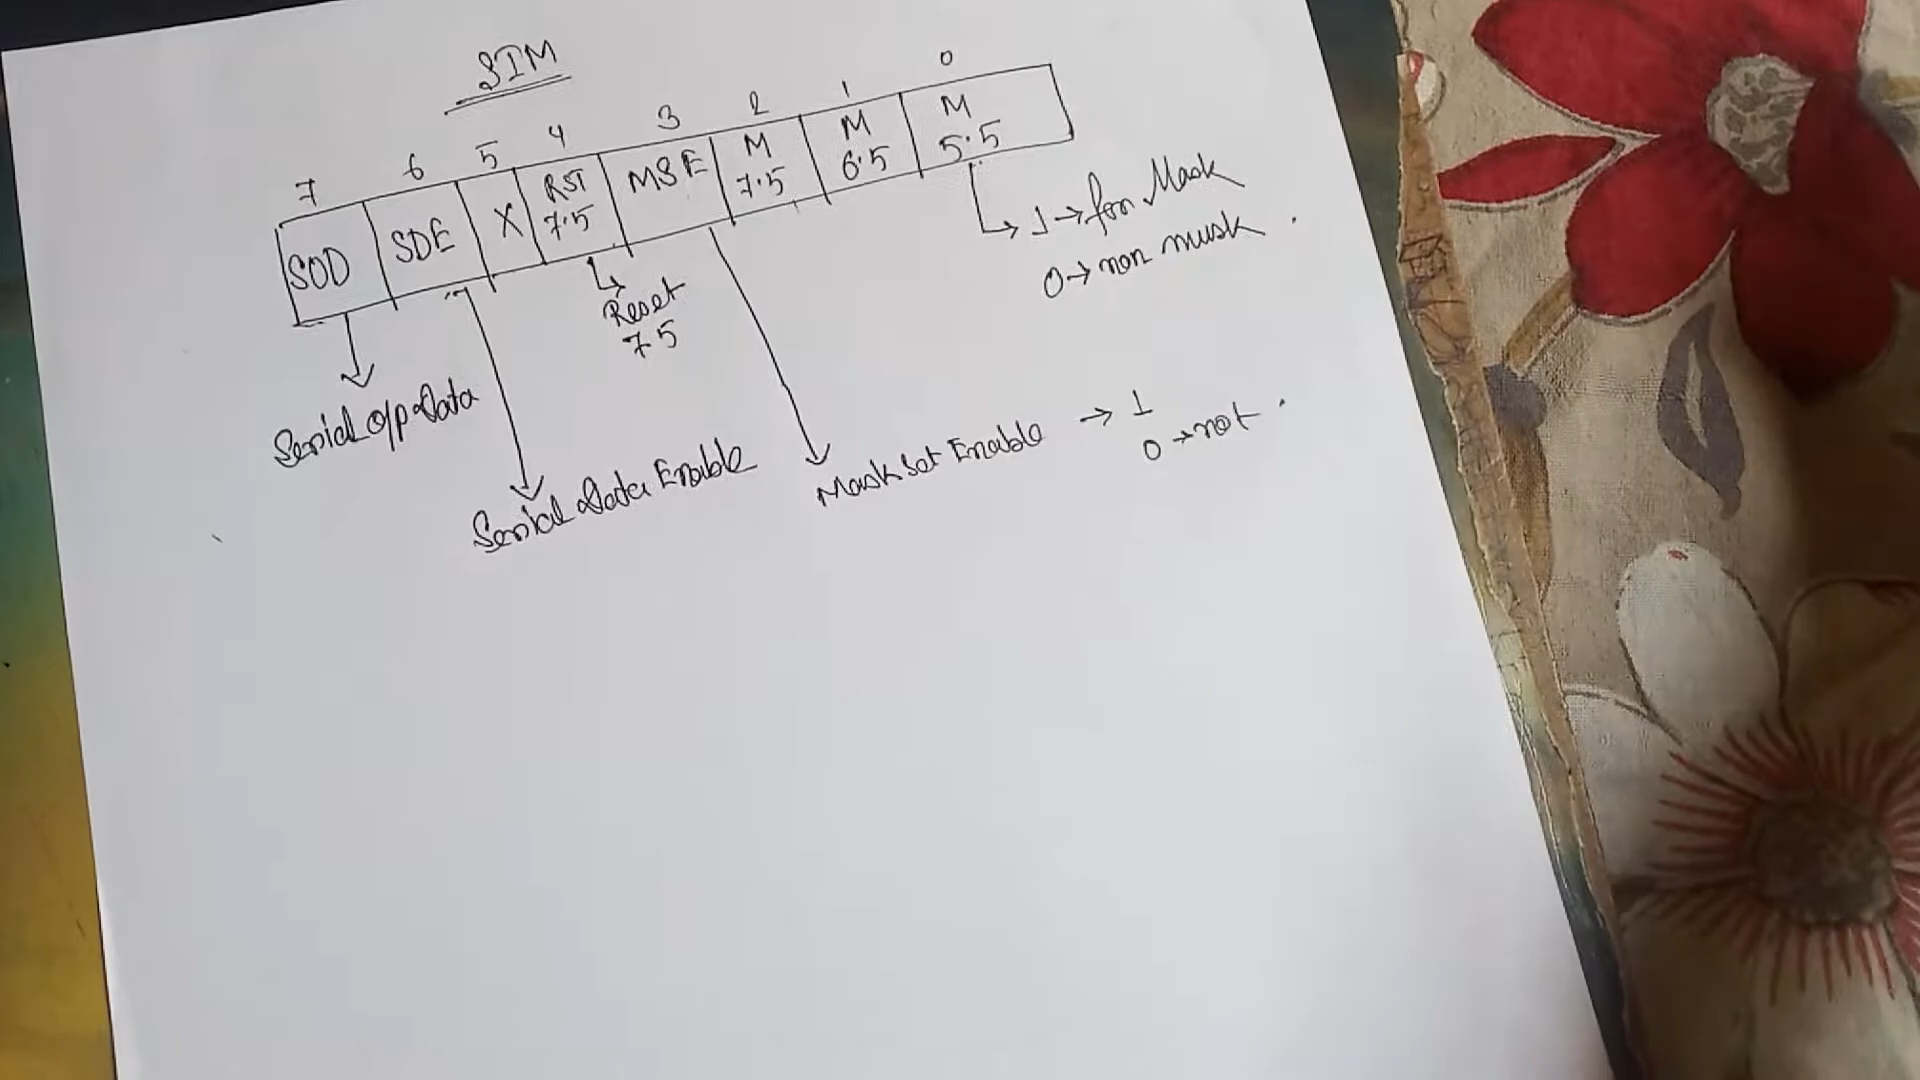 SIM
7 6 5 4 3 2 1 0
SOD SDE X RST 7.5 MSE M 7.5 M 6.5 M 5.5
1 → for Mask
0 → non musk.
Reset
7 5
Serial o/p Data
Serial Data Enable
Mask Set Enable → 1
0 → not.